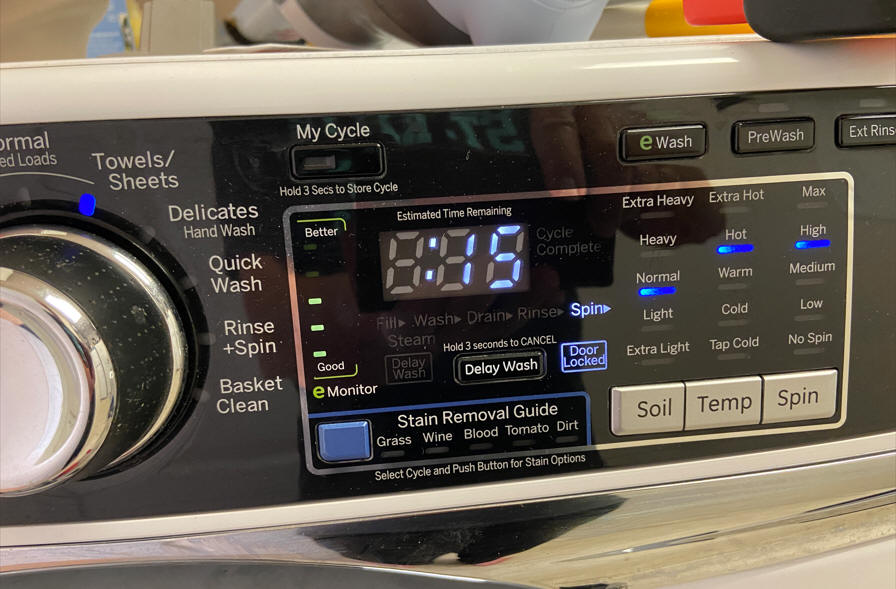 ormal
ed Loads
Towels/
Sheets
Delicates
Hand Wash
Quick
Wash
Rinse
+Spin
Basket
Clean
My Cycle
Hold 3 Secs to Store Cycle
e Wash
PreWash
Ext Rins
Better
Good
e Monitor
Estimated Time Remaining
:15
Cycle
Complete
Fill▸ Wash▸ Drain▸ Rinse▸ Spin▸
Steam
Delay
Wash
Hold 3 seconds to CANCEL
Delay Wash
Door
Locked
Stain Removal Guide
Grass Wine Blood Tomato Dirt
Select Cycle and Push Button for Stain Options
Extra Heavy Extra Hot Max
Heavy Hot High
Normal Warm Medium
Light Cold Low
Extra Light Tap Cold No Spin
Soil Temp Spin